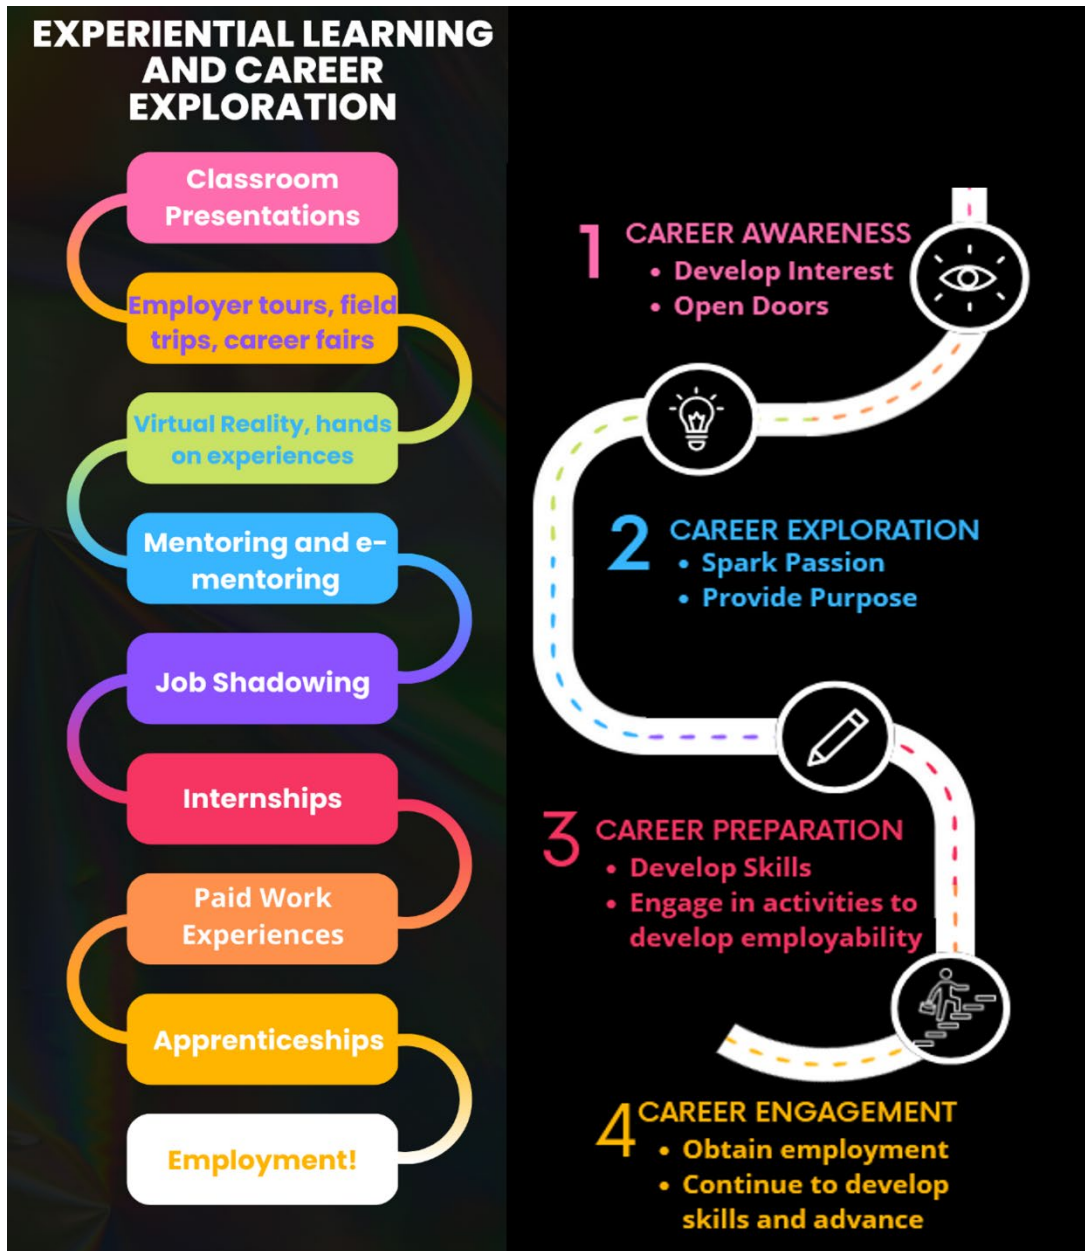 EXPERIENTIAL LEARNING
AND CAREER
EXPLORATION
Classroom
Presentations
Employer tours, field
trips, career fairs
Virtual Reality, hands
on experiences
Mentoring and e-
mentoring
Job Shadowing
Internships
Paid Work
Experiences
Apprenticeships
Employment!
1 CAREER AWARENESS
• Develop Interest
• Open Doors
2 CAREER EXPLORATION
• Spark Passion
• Provide Purpose
3 CAREER PREPARATION
• Develop Skills
• Engage in activities to
develop employability
4 CAREER ENGAGEMENT
• Obtain employment
• Continue to develop
skills and advance